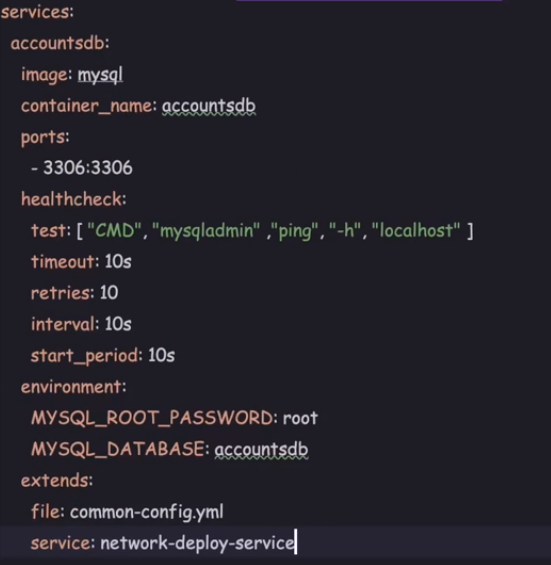 services:
  accountsdb:
    image: mysql
    container_name: accountsdb
    ports:
      - 3306:3306
    healthcheck:
      test: [ "CMD", "mysqladmin" ,"ping", "-h", "localhost" ]
      timeout: 10s
      retries: 10
      interval: 10s
      start_period: 10s
    environment:
      MYSQL_ROOT_PASSWORD: root
      MYSQL_DATABASE: accountsdb
    extends:
      file: common-config.yml
      service: network-deploy-service